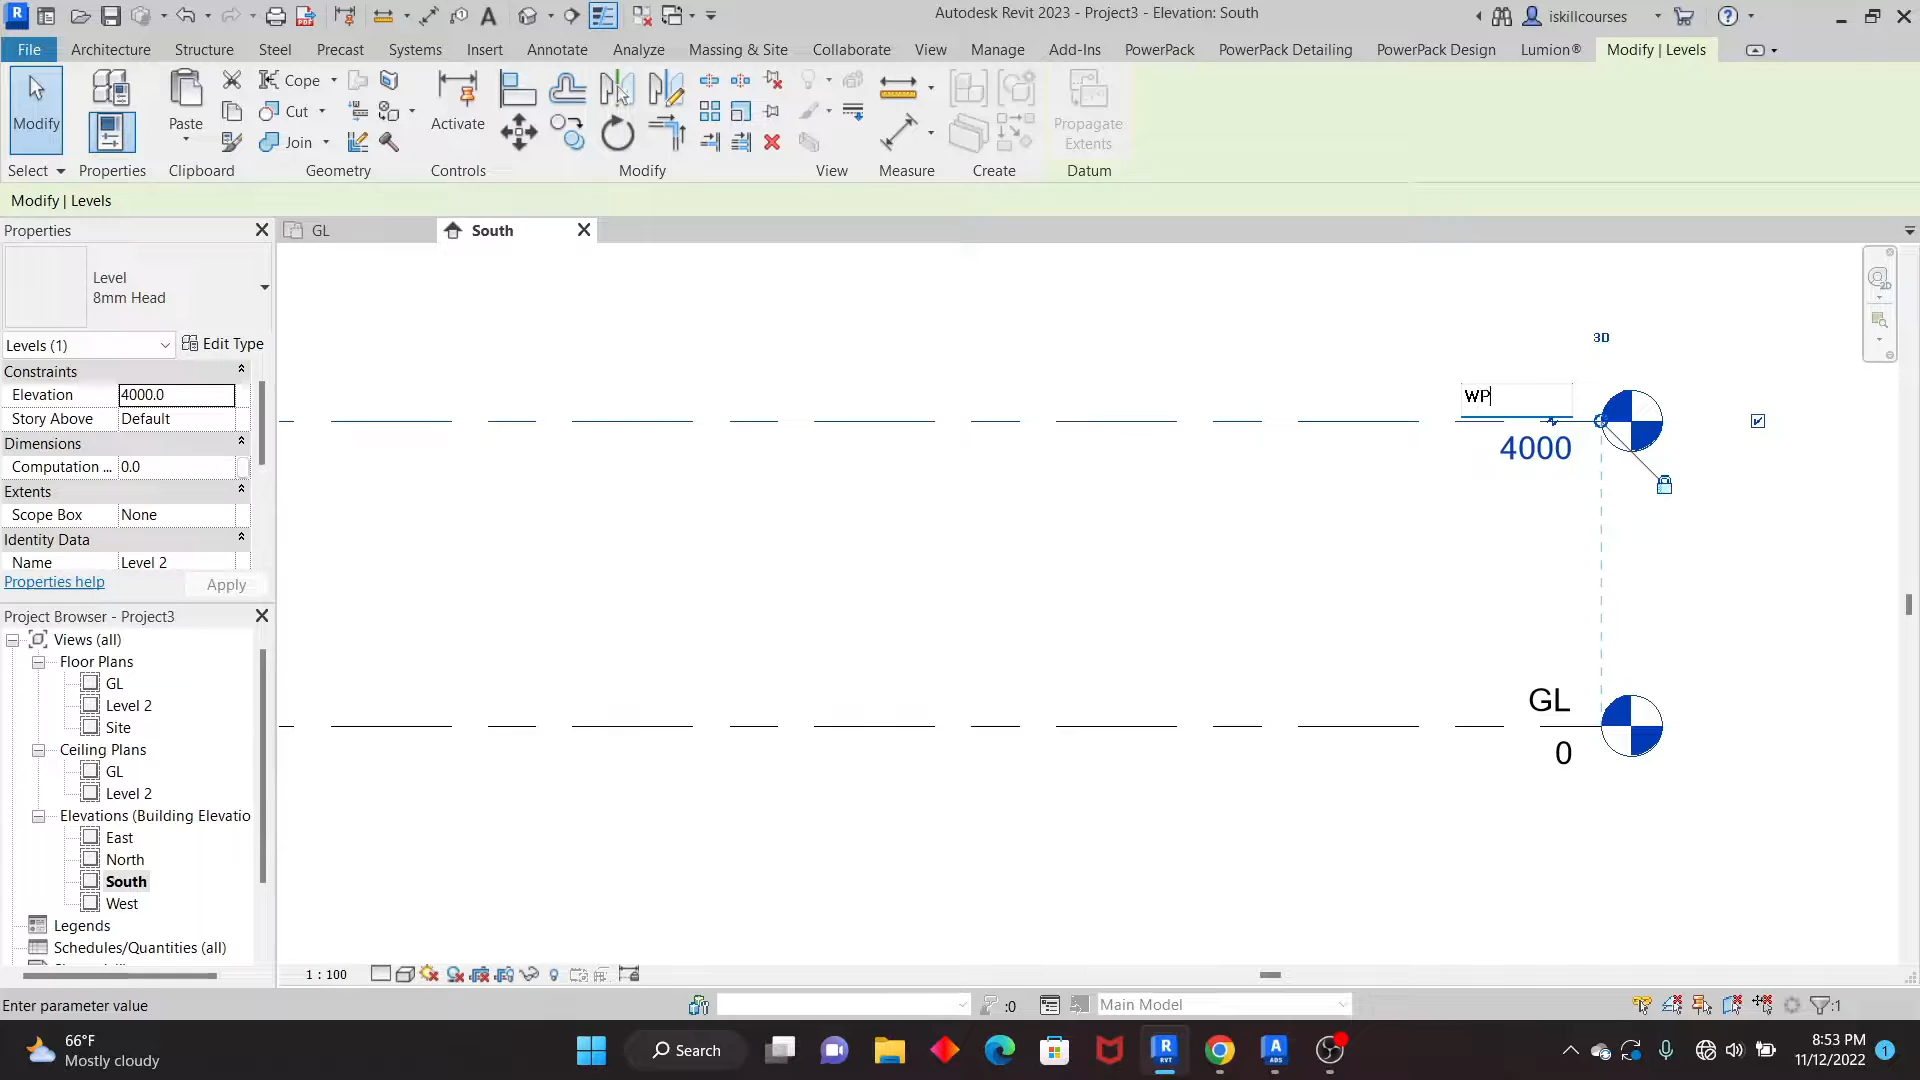 Autodesk Revit 2023 - Project3 - Elevation: South
iskillcourses
File Architecture Structure Steel Precast Systems Insert Annotate Analyze Massing & Site Collaborate View Manage Add-Ins PowerPack PowerPack Detailing PowerPack Design Lumion® Modify | Levels
Modify
Paste
Cope
Cut
Join
Activate
Propagate
Extents
Select Properties Clipboard Geometry Controls Modify View Measure Create Datum
Modify | Levels
Properties
GL
South
Level
8mm Head
Levels (1)
Edit Type
Constraints
Elevation 4000.0
Story Above Default
Dimensions
Computation ... 0.0
Extents
Scope Box None
Identity Data
Name Level 2
Properties help
Apply
Project Browser - Project3
Views (all)
Floor Plans
GL
Level 2
Site
Ceiling Plans
GL
Level 2
Elevations (Building Elevatio
East
North
South
West
Legends
Schedules/Quantities (all)
3D
WP
4000
GL
0
2D
1 : 100
Enter parameter value
:0
Main Model
:1
66°F
Mostly cloudy
Search
8:53 PM
11/12/2022
1